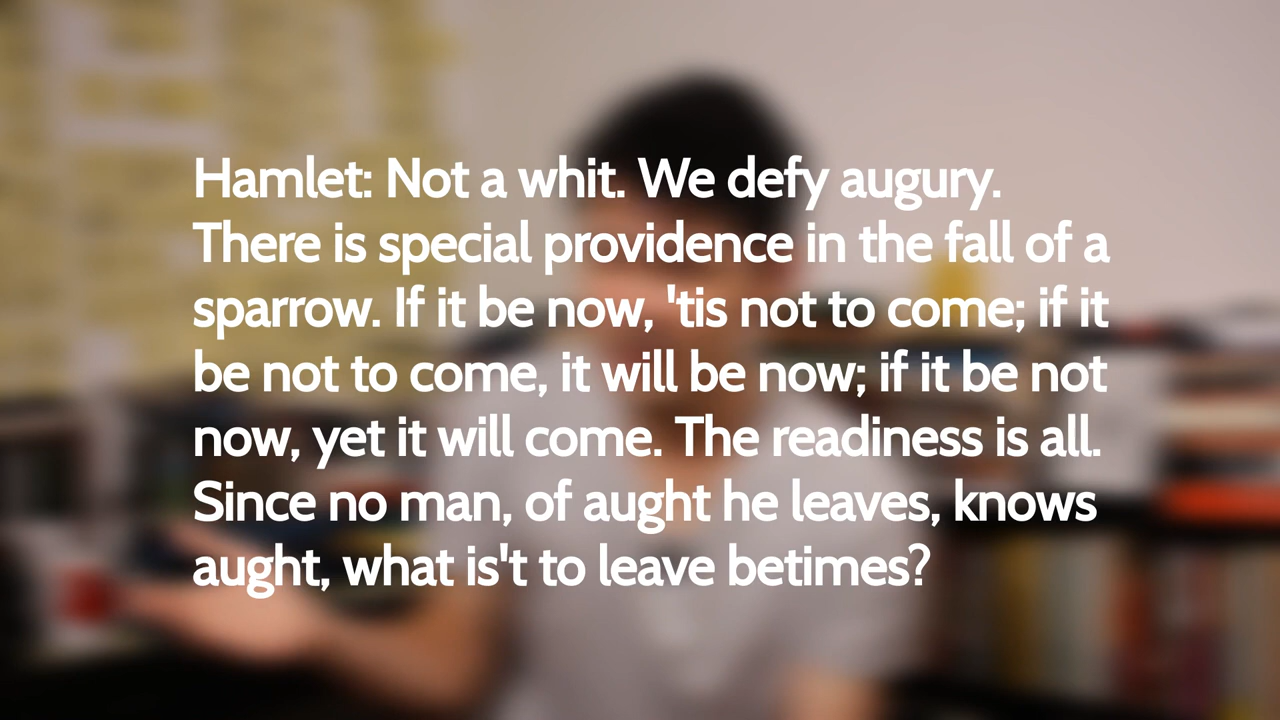 Hamlet: Not a whit. We defy augury.
There is special providence in the fall of a
sparrow. If it be now, 'tis not to come; if it
be not to come, it will be now; if it be not
now, yet it will come. The readiness is all.
Since no man, of aught he leaves, knows
aught, what is't to leave betimes?